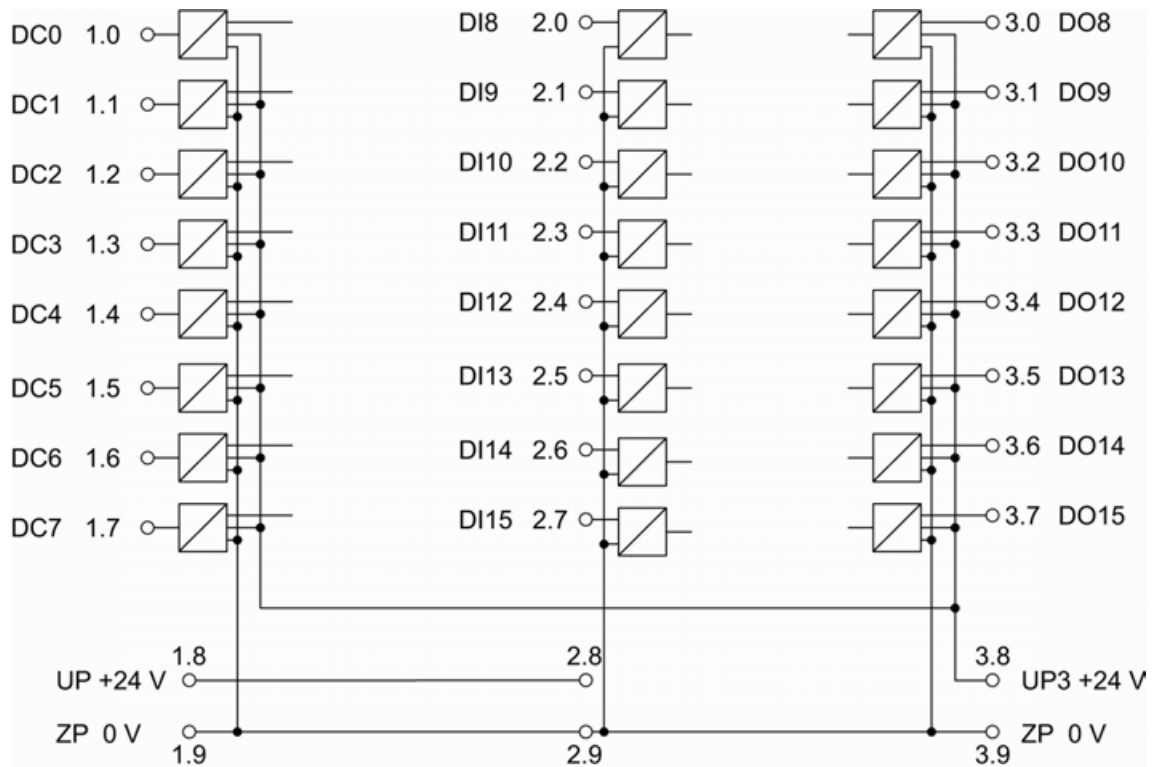 DC0 1.0 DI8 2.0 3.0 DO8
DC1 1.1 DI9 2.1 3.1 DO9
DC2 1.2 DI10 2.2 3.2 DO10
DC3 1.3 DI11 2.3 3.3 DO11
DC4 1.4 DI12 2.4 3.4 DO12
DC5 1.5 DI13 2.5 3.5 DO13
DC6 1.6 DI14 2.6 3.6 DO14
DC7 1.7 DI15 2.7 3.7 DO15
1.8 2.8 3.8
UP +24 V UP3 +24 V
ZP 0 V ZP 0 V
1.9 2.9 3.9